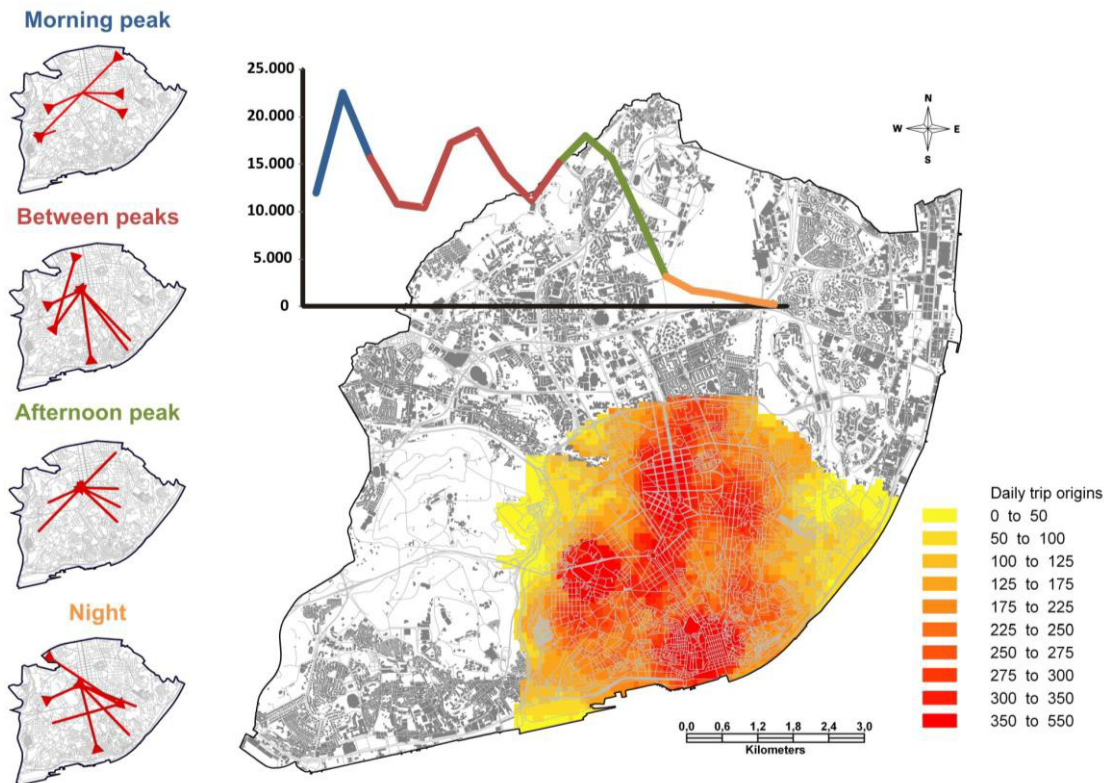 Morning peak
Between peaks
Afternoon peak
Night
25.000
20.000
15.000
10.000
5.000
0
N
W E
S
Daily trip origins
0 to 50
50 to 100
100 to 125
125 to 175
175 to 225
225 to 250
250 to 275
275 to 300
300 to 350
350 to 550
0,0 0,6 1,2 1,8 2,4 3,0
Kilometers